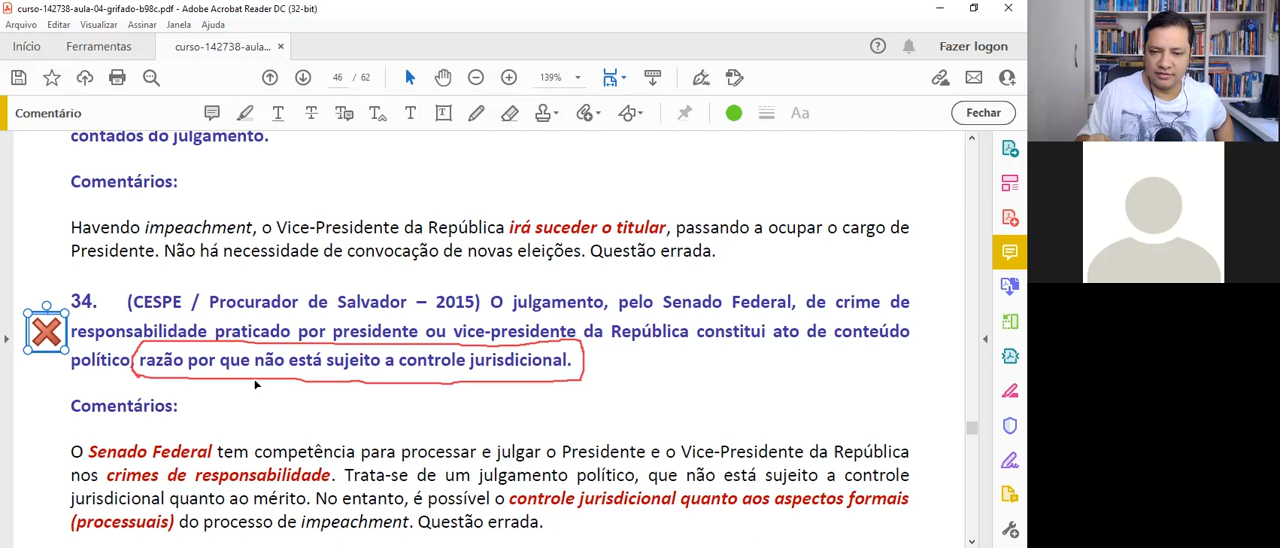 curso-142738-aula-04-grifado-b98c.pdf - Adobe Acrobat Reader DC (32-bit)
Arquivo Editar Visualizar Assinar Janela Ajuda
Início Ferramentas curso-142738-aula... × Fazer logon
46 / 62 139%
Comentário Aa Fechar
contados do julgamento.
Comentários:
Havendo impeachment, o Vice-Presidente da República irá suceder o titular, passando a ocupar o cargo de
Presidente. Não há necessidade de convocação de novas eleições. Questão errada.
34. (CESPE / Procurador de Salvador – 2015) O julgamento, pelo Senado Federal, de crime de
responsabilidade praticado por presidente ou vice-presidente da República constitui ato de conteúdo
político, razão por que não está sujeito a controle jurisdicional.
Comentários:
O Senado Federal tem competência para processar e julgar o Presidente e o Vice-Presidente da República
nos crimes de responsabilidade. Trata-se de um julgamento político, que não está sujeito a controle
jurisdicional quanto ao mérito. No entanto, é possível o controle jurisdicional quanto aos aspectos formais
(processuais) do processo de impeachment. Questão errada.